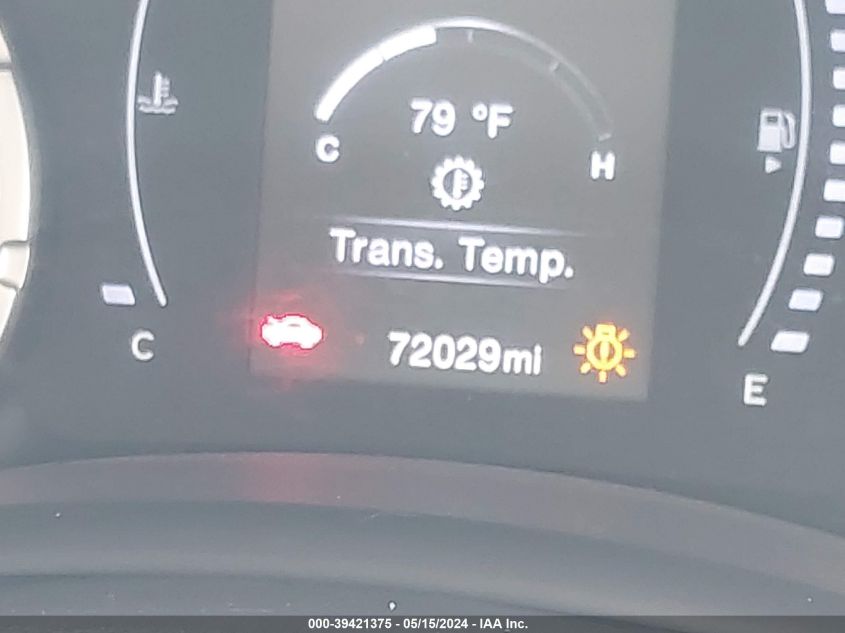 79 °F
C H
Trans. Temp.
72029mi
C
E
000-39421375 - 05/15/2024 - IAA Inc.